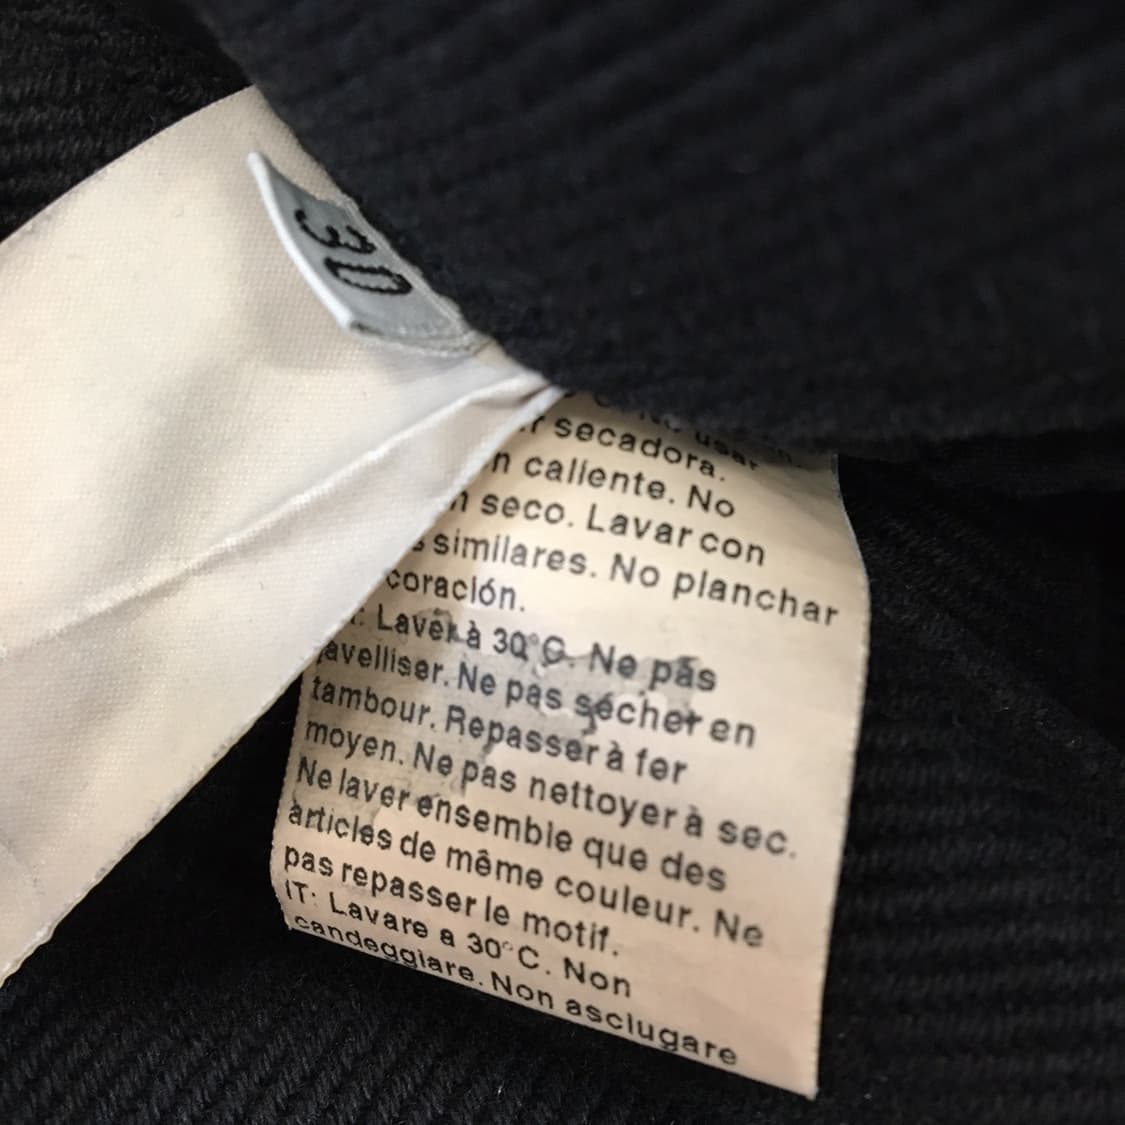 30
usar
secadora.
caliente. No
seco. Lavar con
similares. No planchar
coración.
Laver à 30°C. Ne pas
javelliser. Ne pas sécher en
tambour. Repasser à fer
moyen. Ne pas nettoyer à sec.
Ne laver ensemble que des
articles de même couleur. Ne
pas repasser le motif.
IT: Lavare a 30°C. Non
candeggiare. Non asciugare